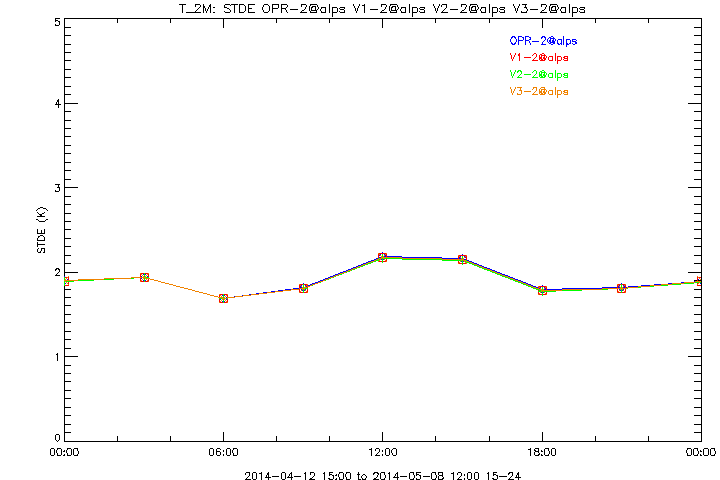 T_2M: STDE OPR-2@alps V1-2@alps V2-2@alps V3-2@alps
OPR-2@alps
V1-2@alps
V2-2@alps
V3-2@alps
5
4
3
2
1
0
STDE (K)
00:00 06:00 12:00 18:00 00:00
2014-04-12 15:00 to 2014-05-08 12:00 15-24